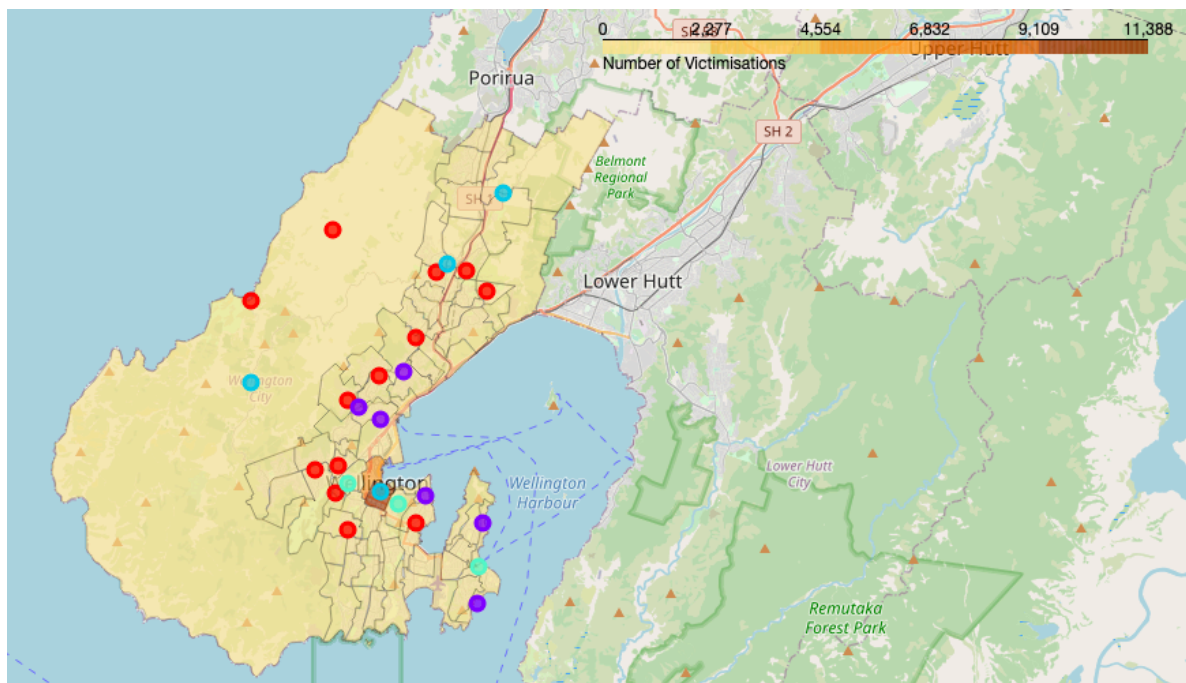 0 2,277 4,554 6,832 9,109 11,388
Number of Victimisations
Upper Hutt
Porirua
SH 2
Belmont
Regional
Park
SH
Lower Hutt
Wellington
City
Wellington
Harbour
Lower Hutt
City
Remutaka
Forest Park